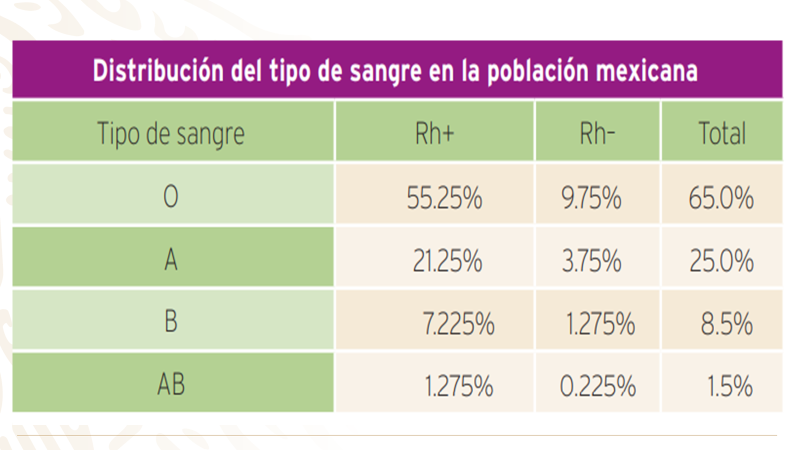 Distribución del tipo de sangre en la población mexicana
Tipo de sangre Rh+ Rh- Total
O 55.25% 9.75% 65.0%
A 21.25% 3.75% 25.0%
B 7.225% 1.275% 8.5%
AB 1.275% 0.225% 1.5%